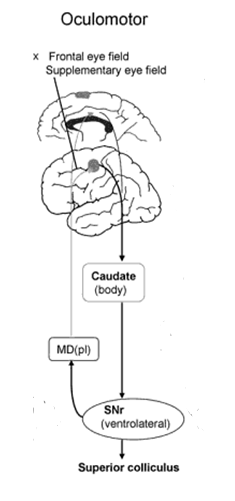 Oculomotor
x Frontal eye field
Supplementary eye field
Caudate
(body)
MD(pl)
SNr
(ventrolateral)
Superior colliculus